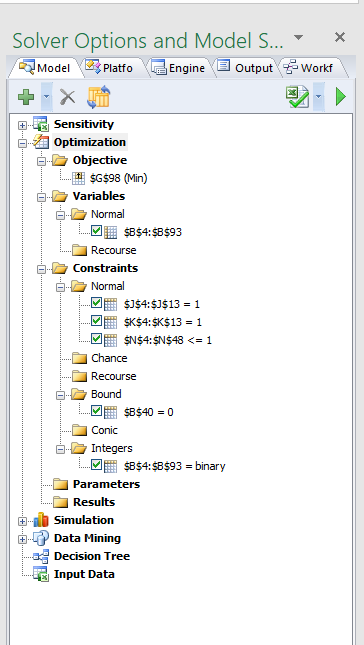 Solver Options and Model S...
Model Platfo Engine Output Workf
Sensitivity
Optimization
Objective
$G$98 (Min)
Variables
Normal
$B$4:$B$93
Recourse
Constraints
Normal
$J$4:$J$13 = 1
$K$4:$K$13 = 1
$N$4:$N$48 <= 1
Chance
Recourse
Bound
$B$40 = 0
Conic
Integers
$B$4:$B$93 = binary
Parameters
Results
Simulation
Data Mining
Decision Tree
Input Data